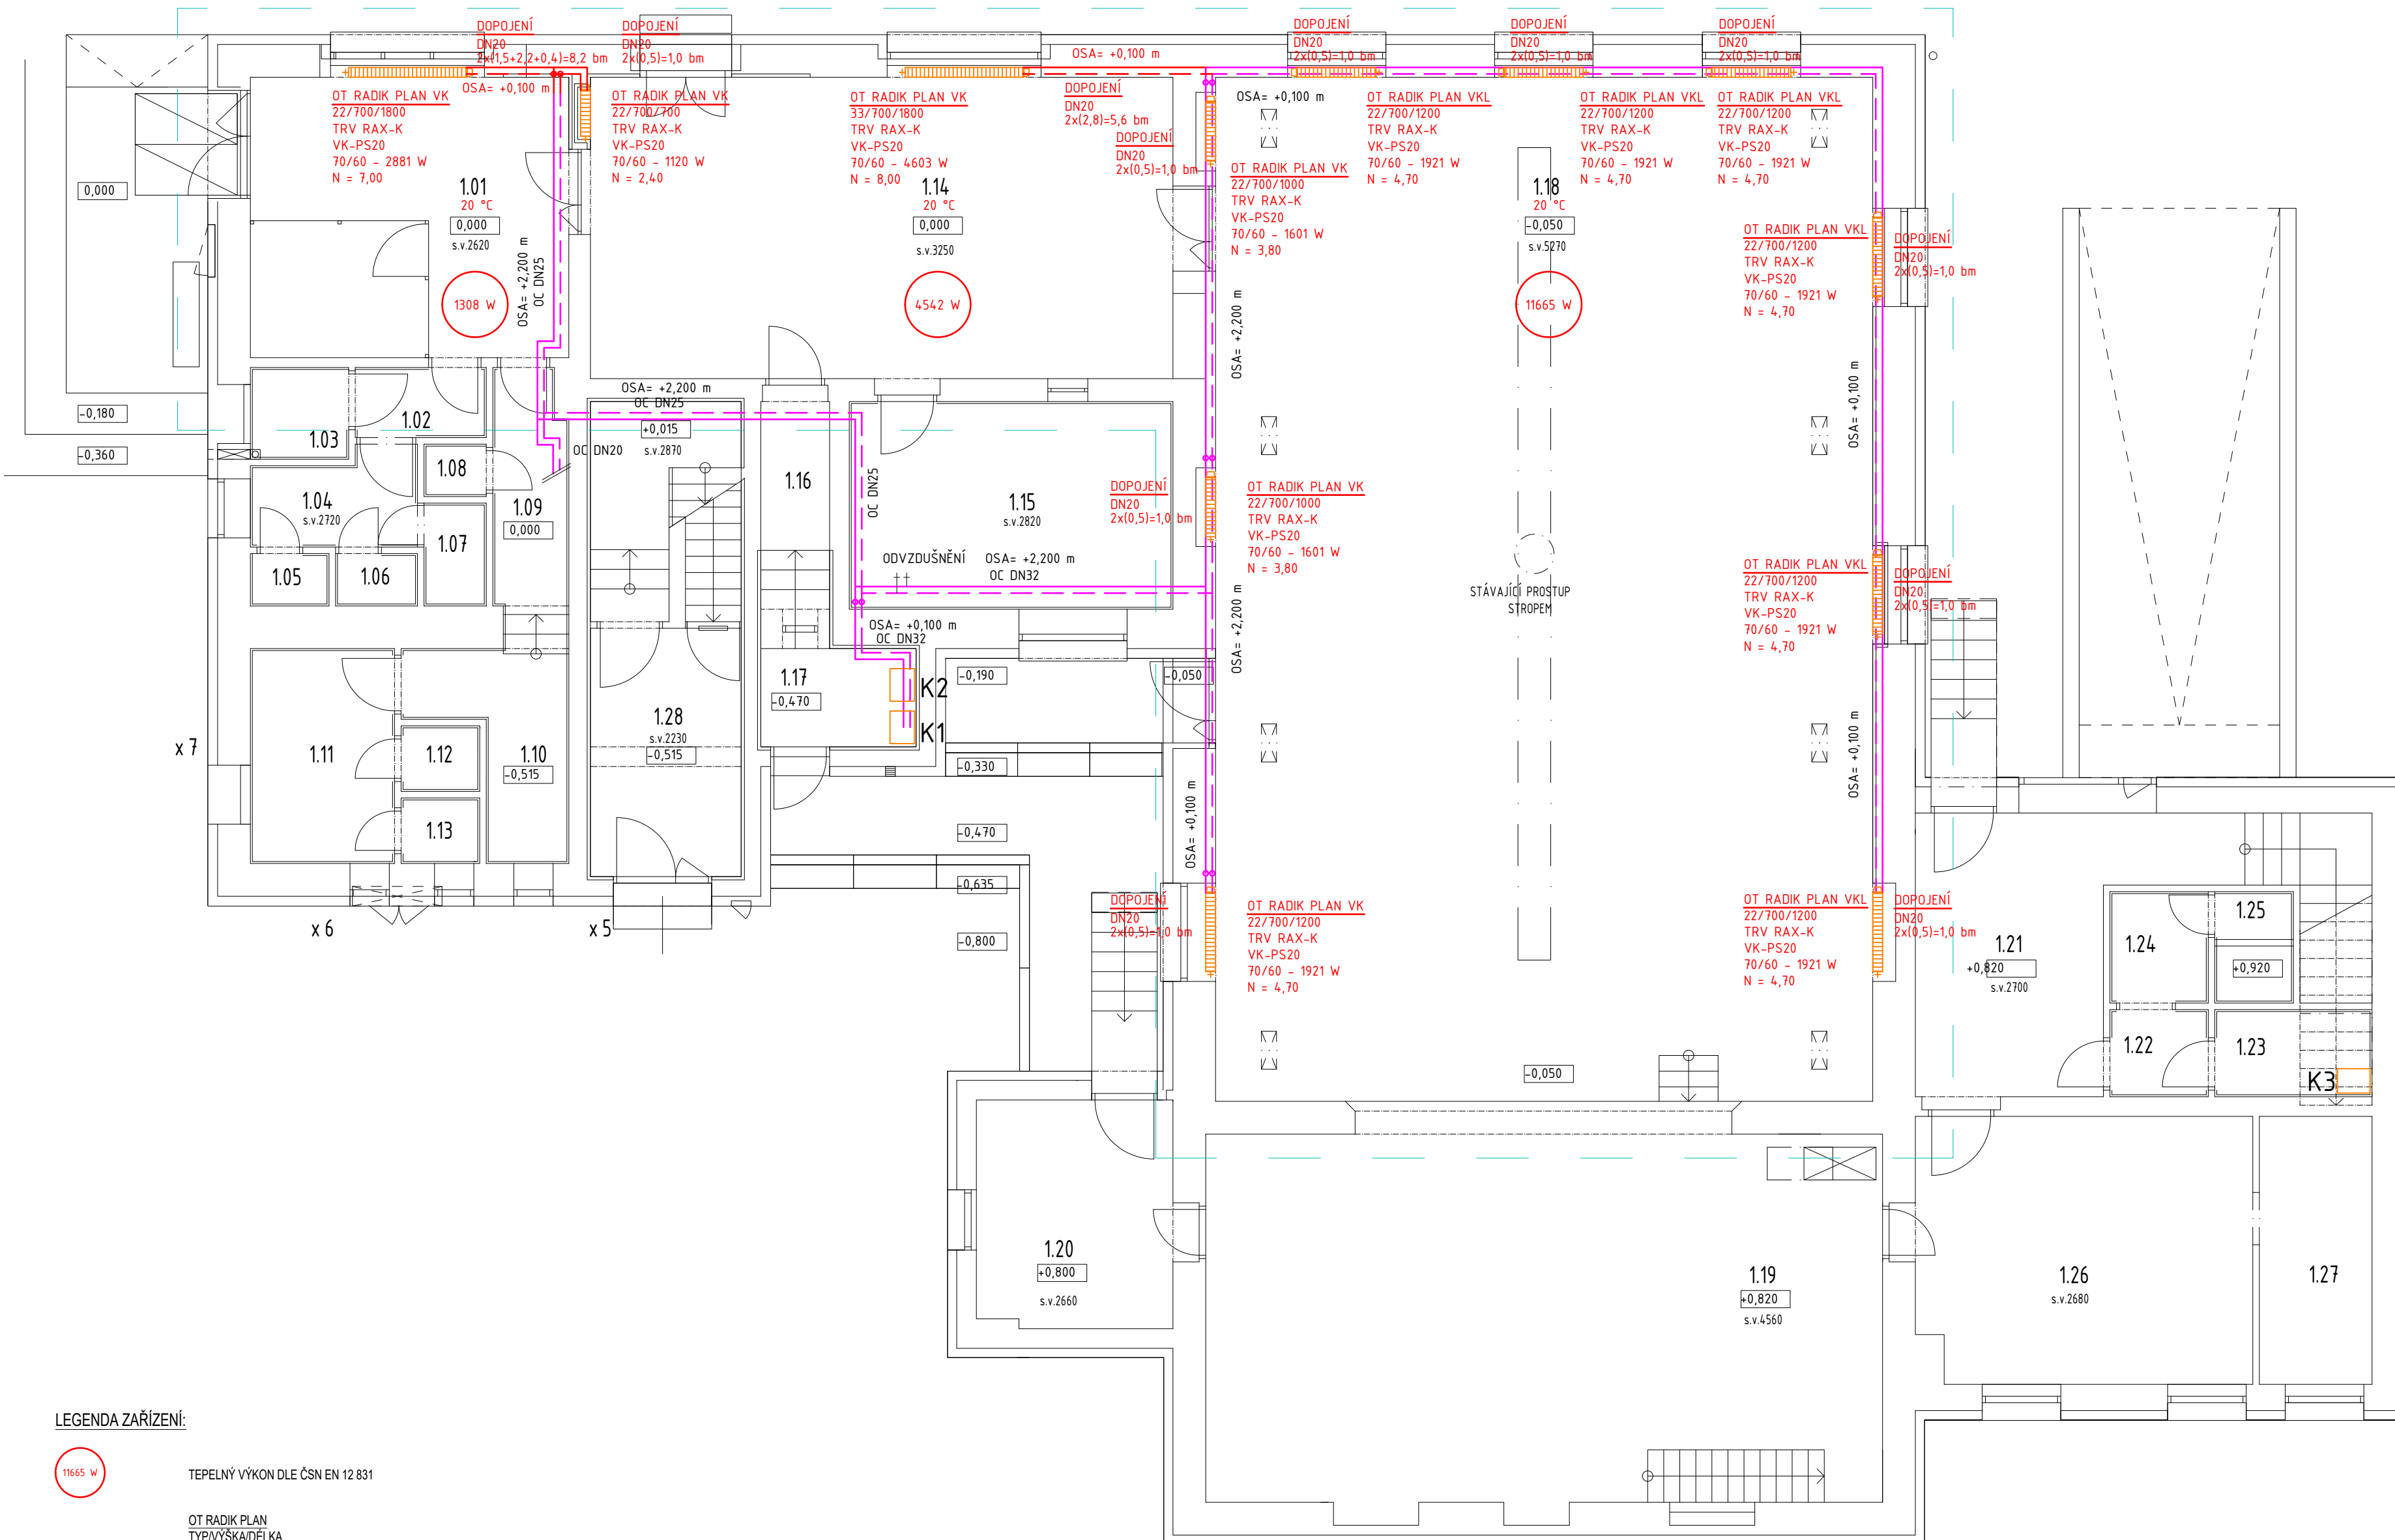 DOPOJENÍ
DN20
2x(1,5+2,2+0,4)=8,2 bm
DOPOJENÍ
DN20
2x(0,5)=1,0 bm
OSA= +0,100 m
DOPOJENÍ
DN20
2x(0,5)=1,0 bm
DOPOJENÍ
DN20
2x(0,5)=1,0 bm
DOPOJENÍ
DN20
2x(0,5)=1,0 bm
OSA= +0,100 m
OT RADIK PLAN VK
22/700/1800
TRV RAX-K
VK-PS20
70/60 - 2881 W
N = 7,00
OT RADIK PLAN VK
22/700/700
TRV RAX-K
VK-PS20
70/60 - 1120 W
N = 2,40
OT RADIK PLAN VK
33/700/1800
TRV RAX-K
VK-PS20
70/60 - 4603 W
N = 8,00
DOPOJENÍ
DN20
2x(2,8)=5,6 bm
DOPOJENÍ
DN20
2x(0,5)=1,0 bm
OSA= +0,100 m
OT RADIK PLAN VK
22/700/1000
TRV RAX-K
VK-PS20
70/60 - 1601 W
N = 3,80
OT RADIK PLAN VKL
22/700/1200
TRV RAX-K
VK-PS20
70/60 - 1921 W
N = 4,70
OT RADIK PLAN VKL
22/700/1200
TRV RAX-K
VK-PS20
70/60 - 1921 W
N = 4,70
OT RADIK PLAN VKL
22/700/1200
TRV RAX-K
VK-PS20
70/60 - 1921 W
N = 4,70
0,000
1.01
20 °C
0,000
s.v.2620
1308 W
OSA= +2,200 m
OC DN25
1.14
20 °C
0,000
s.v.3250
4542 W
1.18
20 °C
-0,050
s.v.5270
11665 W
OSA= +2,200 m
OT RADIK PLAN VKL
22/700/1200
TRV RAX-K
VK-PS20
70/60 - 1921 W
N = 4,70
DOPOJENÍ
DN20
2x(0,5)=1,0 bm
OSA= +0,100 m
-0,180
-0,360
1.03
1.02
1.08
1.04
s.v.2720
1.05
1.06
1.07
1.09
0,000
OSA= +2,200 m
OC DN25
+0,015
s.v.2870
OC DN20
1.16
OC DN25
1.15
s.v.2820
DOPOJENÍ
DN20
2x(0,5)=1,0 bm
OT RADIK PLAN VK
22/700/1000
TRV RAX-K
VK-PS20
70/60 - 1601 W
N = 3,80
ODVZDUŠNĚNÍ
OSA= +2,200 m
OC DN32
OSA= +2,200 m
STÁVAJÍCÍ PROSTUP
STROPEM
OT RADIK PLAN VKL
22/700/1200
TRV RAX-K
VK-PS20
70/60 - 1921 W
N = 4,70
DOPOJENÍ
DN20
2x(0,5)=1,0 bm
OSA= +0,100 m
OC DN32
K2
K1
1.17
-0,470
-0,190
-0,050
1.28
s.v.2230
-0,515
x 7
1.11
1.12
1.10
-0,515
1.13
-0,330
-0,470
-0,635
-0,800
OSA= +0,100 m
OSA= +0,100 m
x 6
x 5
DOPOJENÍ
DN20
2x(0,5)=1,0 bm
OT RADIK PLAN VK
22/700/1200
TRV RAX-K
VK-PS20
70/60 - 1921 W
N = 4,70
OT RADIK PLAN VKL
22/700/1200
TRV RAX-K
VK-PS20
70/60 - 1921 W
N = 4,70
DOPOJENÍ
DN20
2x(0,5)=1,0 bm
1.21
+0,820
s.v.2700
1.24
1.25
+0,920
1.22
1.23
K3
-0,050
1.20
+0,800
s.v.2660
1.19
+0,820
s.v.4560
1.26
s.v.2680
1.27
LEGENDA ZAŘÍZENÍ:
11665 W
TEPELNÝ VÝKON DLE ČSN EN 12 831
OT RADIK PLAN
TYP/VÝŠKA/DÉLKA